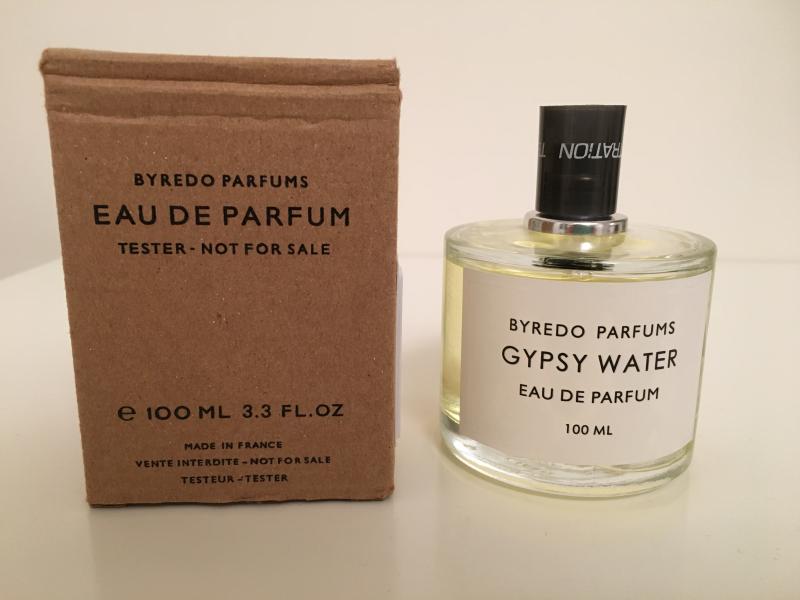 BYREDO PARFUMS
EAU DE PARFUM
TESTER - NOT FOR SALE
e 100 ML 3.3 FL.OZ
MADE IN FRANCE
VENTE INTERDITE - NOT FOR SALE
TESTEUR - TESTER
BYREDO PARFUMS
GYPSY WATER
EAU DE PARFUM
100 ML